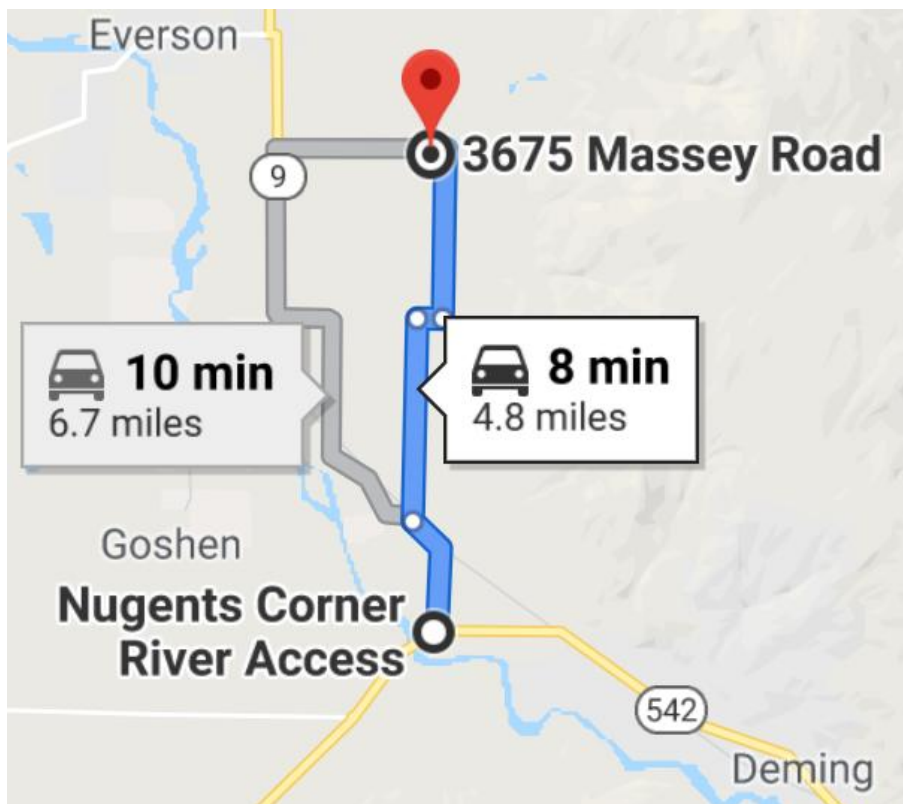 Everson
3675 Massey Road
9
10 min
6.7 miles
8 min
4.8 miles
Goshen
Nugents Corner
River Access
542
Deming